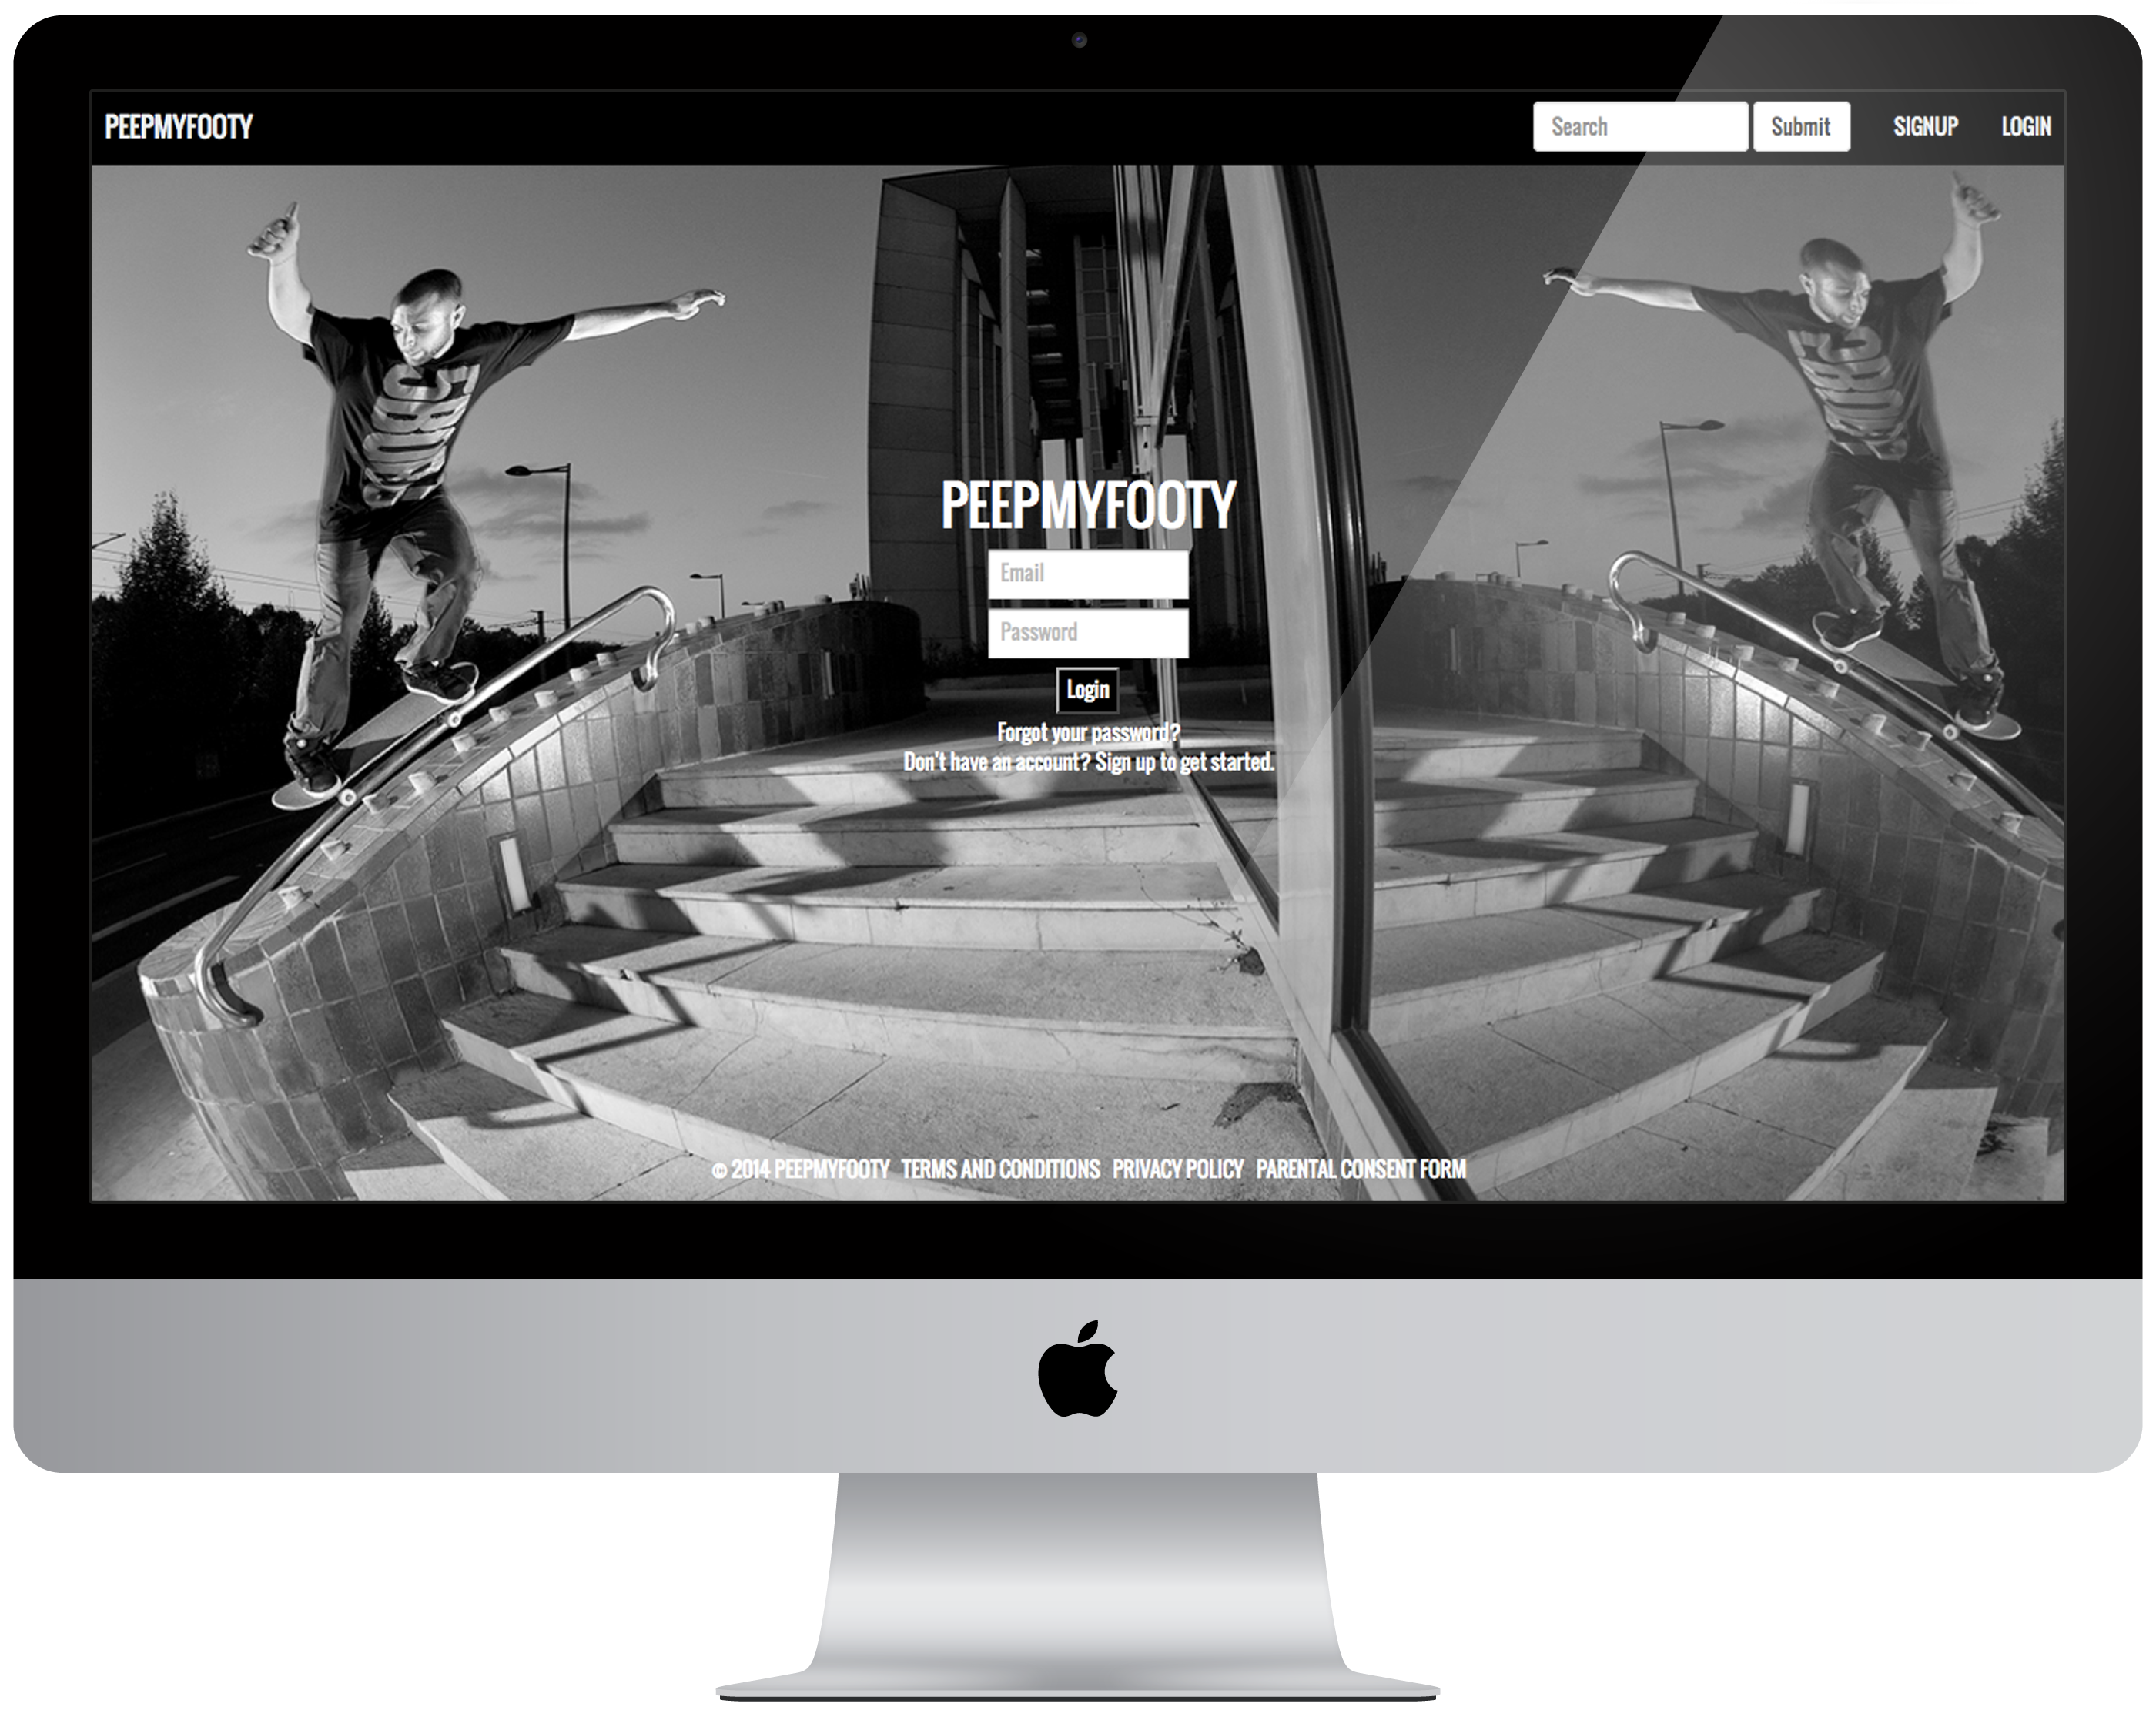 PEEPMYFOOTY
Search Submit SIGNUP LOGIN
PEEPMYFOOTY
Email
Password
Login
Forgot your password?
Don't have an account? Sign up to get started.
© 2014 PEEPMYFOOTY TERMS AND CONDITIONS PRIVACY POLICY PARENTAL CONSENT FORM